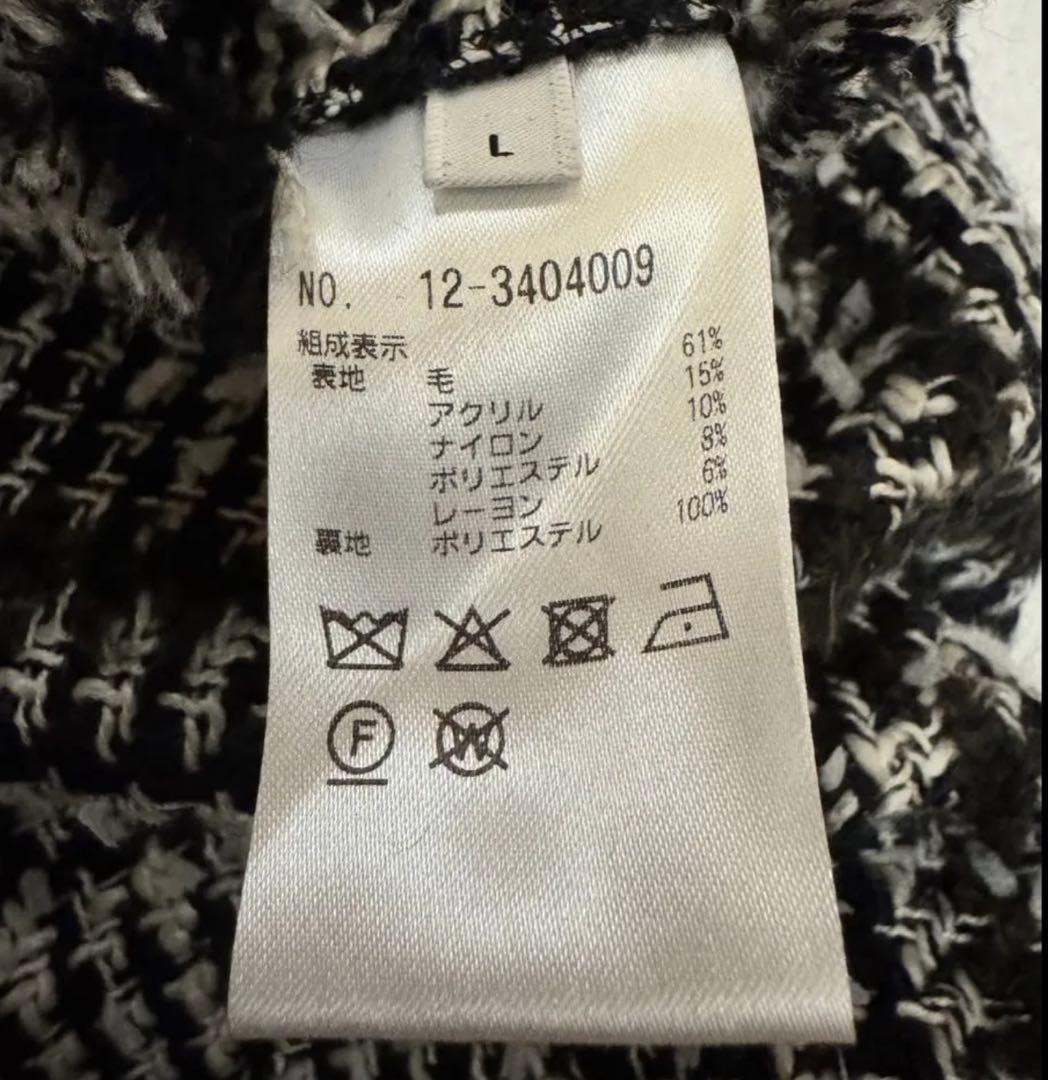 L
NO. 12-3404009
組成表示
表地 毛 61%
アクリル 15%
ナイロン 10%
ポリエステル 8%
レーヨン 6%
裏地 ポリエステル 100%
F
W